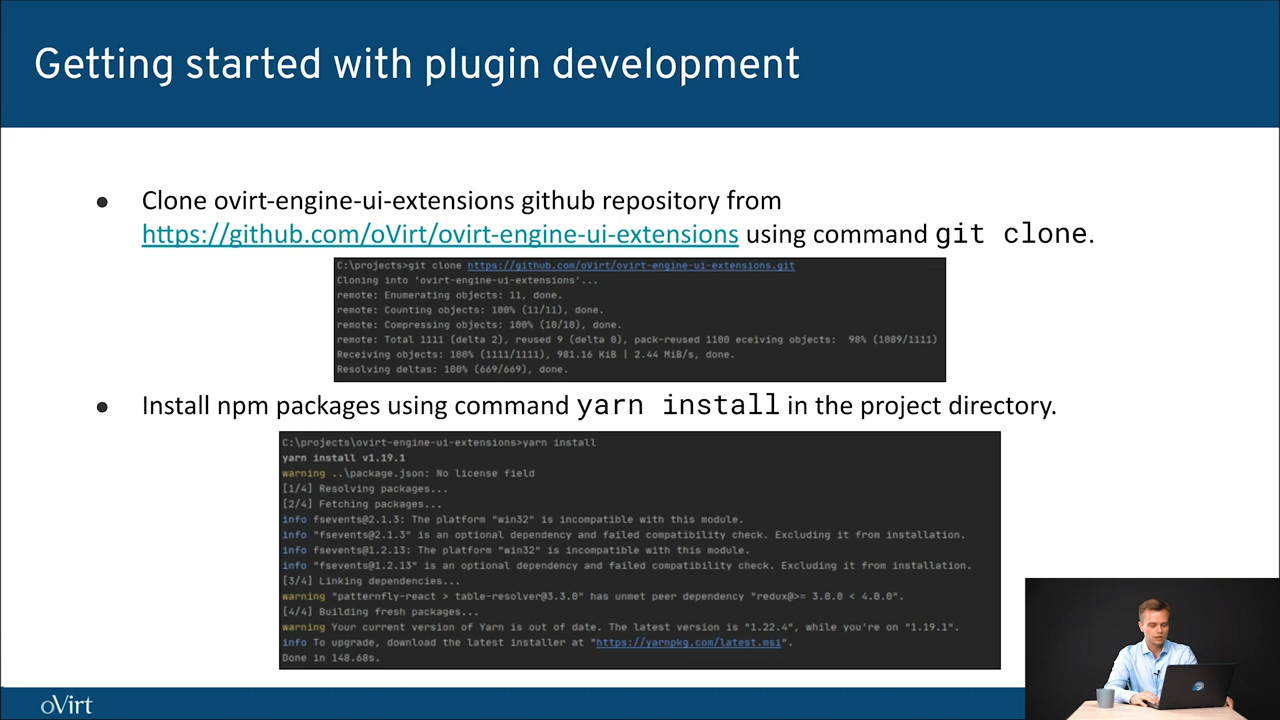 Getting started with plugin development
● Clone ovirt-engine-ui-extensions github repository from
https://github.com/oVirt/ovirt-engine-ui-extensions using command git clone.
C:\projects>git clone https://github.com/oVirt/ovirt-engine-ui-extensions.git
Cloning into 'ovirt-engine-ui-extensions'...
remote: Enumerating objects: 11, done.
remote: Counting objects: 100% (11/11), done.
remote: Compressing objects: 100% (10/10), done.
remote: Total 1111 (delta 2), reused 9 (delta 0), pack-reused 1100 eceiving objects:  98% (1089/1111)
Receiving objects: 100% (1111/1111), 981.16 KiB | 2.44 MiB/s, done.
Resolving deltas: 100% (669/669), done.
● Install npm packages using command yarn install in the project directory.
C:\projects\ovirt-engine-ui-extensions>yarn install
yarn install v1.19.1
warning ..\package.json: No license field
[1/4] Resolving packages...
[2/4] Fetching packages...
info fsevents@2.1.3: The platform "win32" is incompatible with this module.
info "fsevents@2.1.3" is an optional dependency and failed compatibility check. Excluding it from installation.
info fsevents@1.2.13: The platform "win32" is incompatible with this module.
info "fsevents@1.2.13" is an optional dependency and failed compatibility check. Excluding it from installation.
[3/4] Linking dependencies...
warning "patternfly-react > table-resolver@3.3.0" has unmet peer dependency "redux@>= 3.0.0 < 4.0.0".
[4/4] Building fresh packages...
warning Your current version of Yarn is out of date. The latest version is "1.22.4", while you're on "1.19.1".
info To upgrade, download the latest installer at "https://yarnpkg.com/latest.msi".
Done in 148.68s.
oVirt